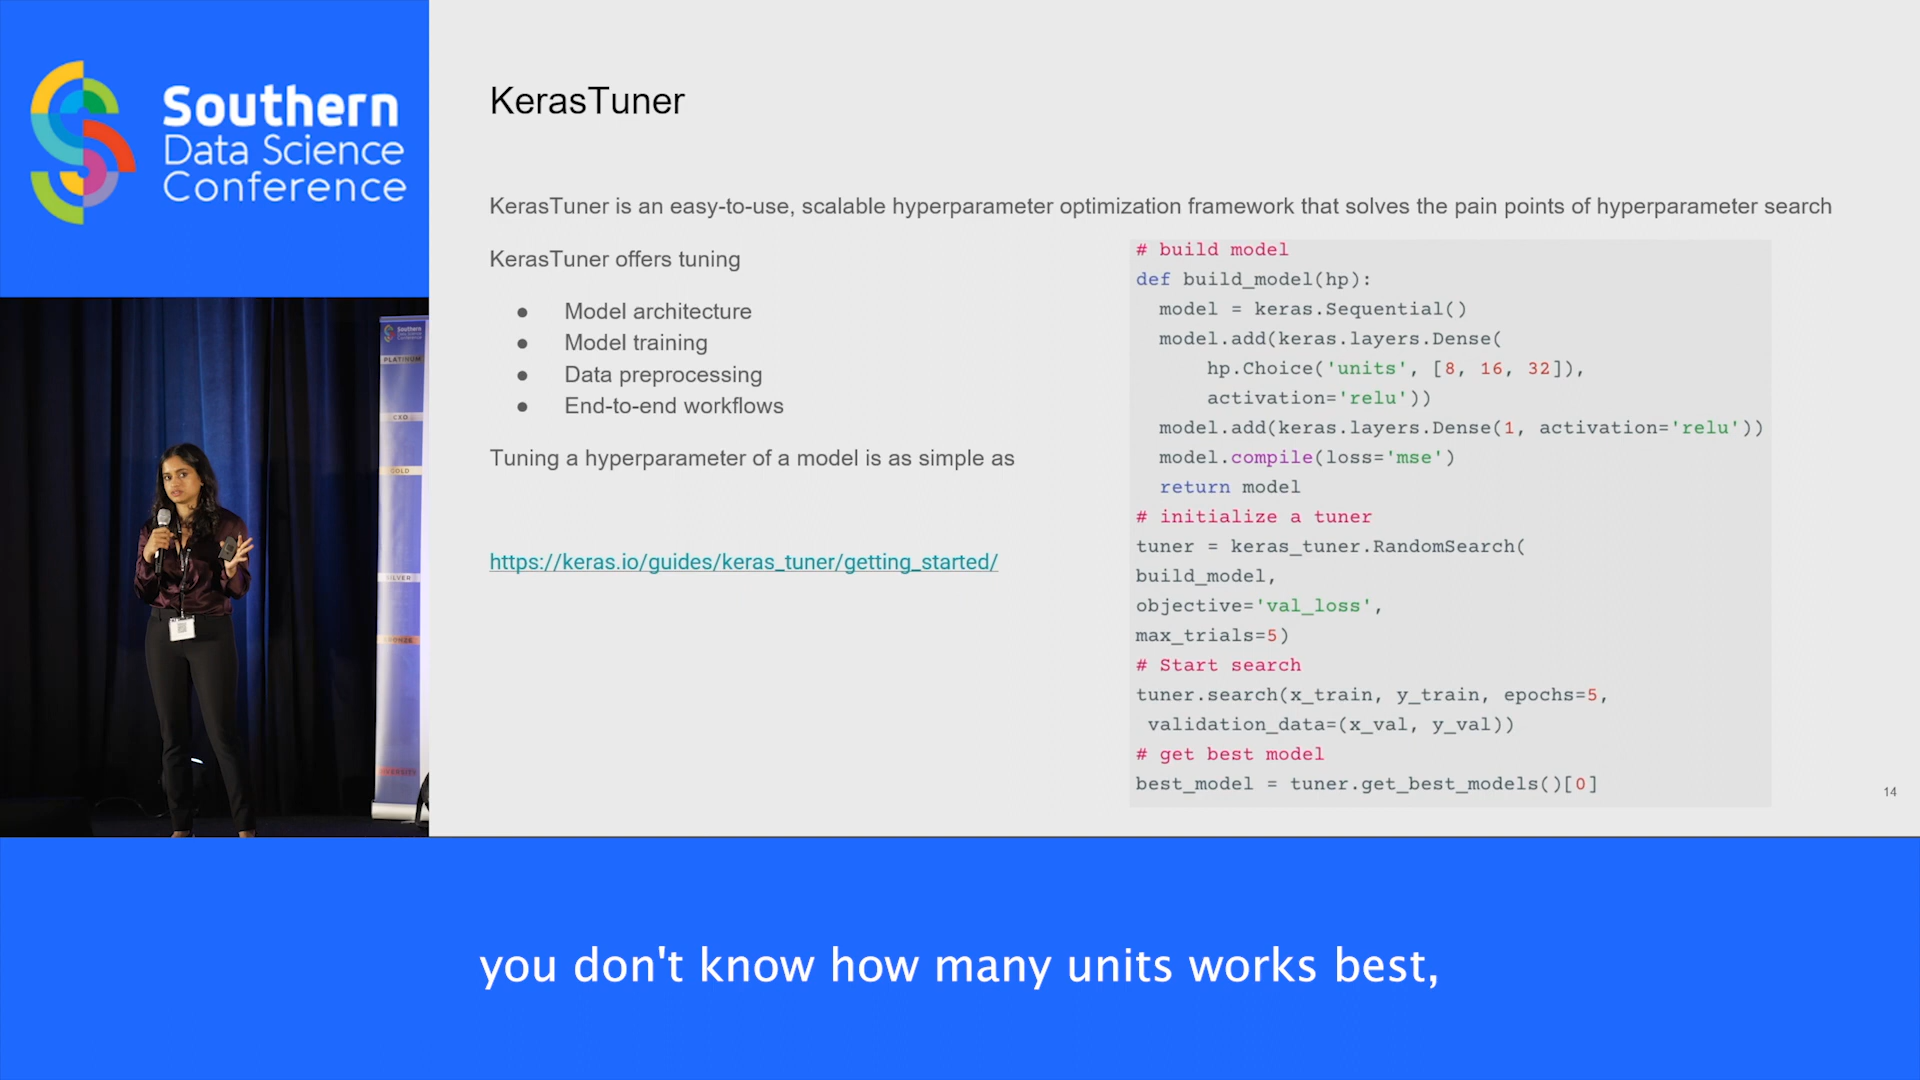 Southern
Data Science
Conference
KerasTuner
KerasTuner is an easy-to-use, scalable hyperparameter optimization framework that solves the pain points of hyperparameter search
KerasTuner offers tuning
● Model architecture
● Model training
● Data preprocessing
● End-to-end workflows
Tuning a hyperparameter of a model is as simple as
https://keras.io/guides/keras_tuner/getting_started/
# build model
def build_model(hp):
  model = keras.Sequential()
  model.add(keras.layers.Dense(
      hp.Choice('units', [8, 16, 32]),
      activation='relu'))
  model.add(keras.layers.Dense(1, activation='relu'))
  model.compile(loss='mse')
  return model
# initialize a tuner
tuner = keras_tuner.RandomSearch(
build_model,
objective='val_loss',
max_trials=5)
# Start search
tuner.search(x_train, y_train, epochs=5,
 validation_data=(x_val, y_val))
# get best model
best_model = tuner.get_best_models()[0]
14
Southern
PLATINUM
GOLD
SILVER
BRONZE
you don't know how many units works best,